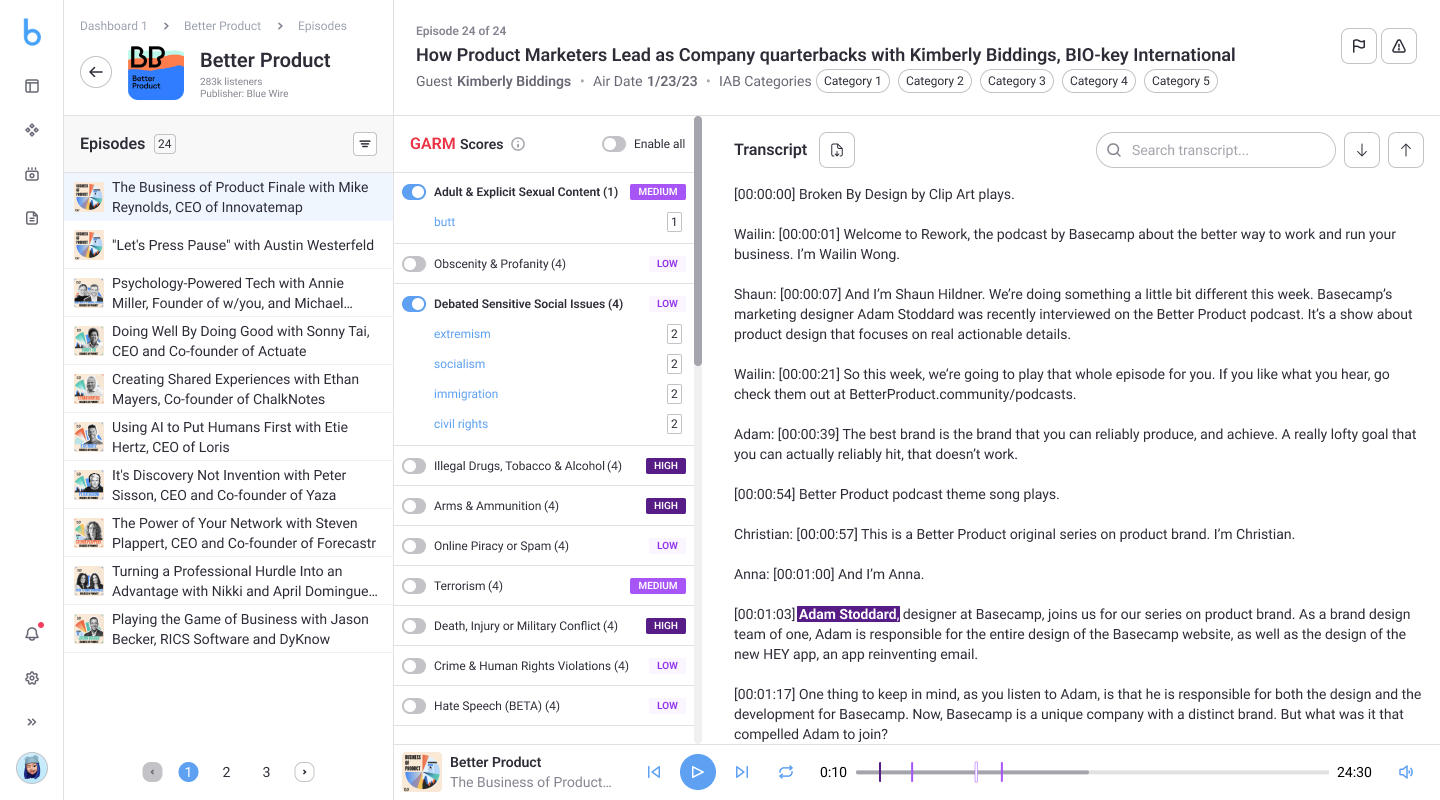 b
Dashboard 1
Better Product
Episodes
BB
Better
Product
Better Product
283k listeners
Publisher: Blue Wire
Episodes 24
The Business of Product Finale with Mike
Reynolds, CEO of Innovatemap
"Let's Press Pause" with Austin Westerfeld
Psychology-Powered Tech with Annie
Miller, Founder of w/you, and Michael...
Doing Well By Doing Good with Sonny Tai,
CEO and Co-founder of Actuate
Creating Shared Experiences with Ethan
Mayers, Co-founder of ChalkNotes
Using AI to Put Humans First with Etie
Hertz, CEO of Loris
It's Discovery Not Invention with Peter
Sisson, CEO and Co-founder of Yaza
The Power of Your Network with Steven
Plappert, CEO and Co-founder of Forecastr
Turning a Professional Hurdle Into an
Advantage with Nikki and April Domingue...
Playing the Game of Business with Jason
Becker, RICS Software and DyKnow
1 2 3
Episode 24 of 24
How Product Marketers Lead as Company quarterbacks with Kimberly Biddings, BIO-key International
Guest Kimberly Biddings • Air Date 1/23/23 • IAB Categories Category 1 Category 2 Category 3 Category 4 Category 5
GARM Scores Enable all
Adult & Explicit Sexual Content (1) MEDIUM
butt 1
Obscenity & Profanity (4) LOW
Debated Sensitive Social Issues (4) LOW
extremism 2
socialism 2
immigration 2
civil rights 2
Illegal Drugs, Tobacco & Alcohol (4) HIGH
Arms & Ammunition (4) HIGH
Online Piracy or Spam (4) LOW
Terrorism (4) MEDIUM
Death, Injury or Military Conflict (4) HIGH
Crime & Human Rights Violations (4) LOW
Hate Speech (BETA) (4) LOW
Transcript
Search transcript...
[00:00:00] Broken By Design by Clip Art plays.
Wailin: [00:00:01] Welcome to Rework, the podcast by Basecamp about the better way to work and run your
business. I'm Wailin Wong.
Shaun: [00:00:07] And I'm Shaun Hildner. We're doing something a little bit different this week. Basecamp's
marketing designer Adam Stoddard was recently interviewed on the Better Product podcast. It's a show about
product design that focuses on real actionable details.
Wailin: [00:00:21] So this week, we're going to play that whole episode for you. If you like what you hear, go
check them out at BetterProduct.community/podcasts.
Adam: [00:00:39] The best brand is the brand that you can reliably produce, and achieve. A really lofty goal that
you can actually reliably hit, that doesn't work.
[00:00:54] Better Product podcast theme song plays.
Christian: [00:00:57] This is a Better Product original series on product brand. I'm Christian.
Anna: [00:01:00] And I'm Anna.
[00:01:03] Adam Stoddard, designer at Basecamp, joins us for our series on product brand. As a brand design
team of one, Adam is responsible for the entire design of the Basecamp website, as well as the design of the
new HEY app, an app reinventing email.
[00:01:17] One thing to keep in mind, as you listen to Adam, is that he is responsible for both the design and the
development for Basecamp. Now, Basecamp is a unique company with a distinct brand. But what was it that
compelled Adam to join?
BUSINESS
OF
PRODUCT
Better Product
The Business of Product...
0:10
24:30